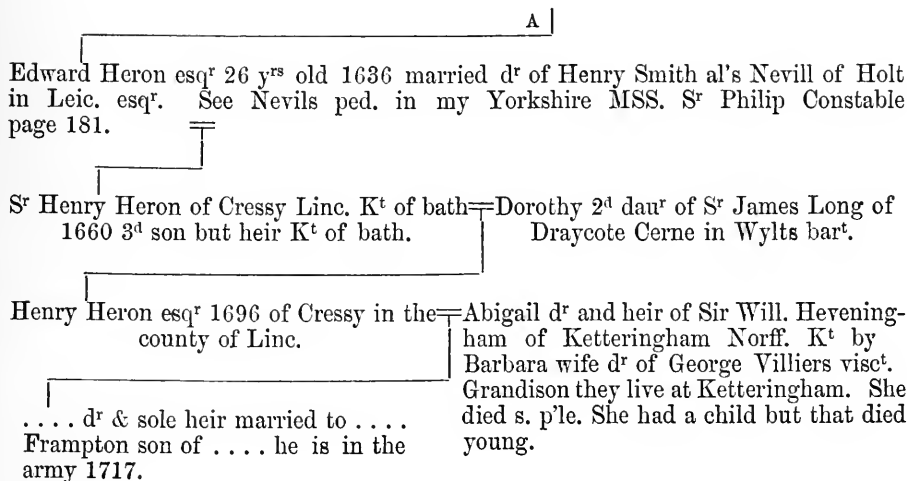 A
Edward Heron esqʳ 26 yʳˢ old 1636 married dʳ of Henry Smith al's Nevill of Holt
in Leic. esqʳ. See Nevils ped. in my Yorkshire MSS. Sʳ Philip Constable
page 181.
Sʳ Henry Heron of Cressy Linc. Kᵗ of bath
1660 3ᵈ son but heir Kᵗ of bath.
Dorothy 2ᵈ dauʳ of Sʳ James Long of
Draycote Cerne in Wylts barᵗ.
Henry Heron esqʳ 1696 of Cressy in the
county of Linc.
Abigail dʳ and heir of Sir Will. Hevening-
ham of Ketteringham Norff. Kᵗ by
Barbara wife dʳ of George Villiers viscᵗ.
Grandison they live at Ketteringham. She
died s. p'le. She had a child but that died
young.
.... dʳ & sole heir married to ....
Frampton son of .... he is in the
army 1717.